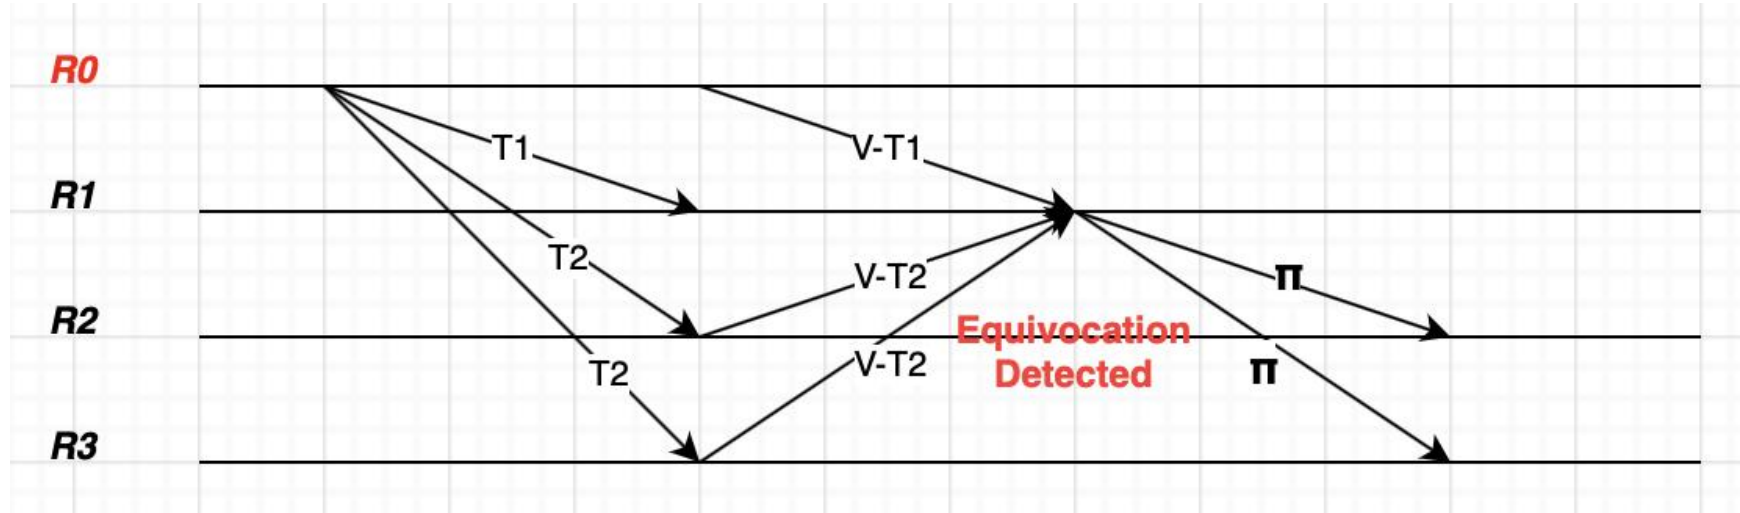 R0
T1
V-T1
R1
T2
V-T2
π
R2
Equivocation
Detected
T2
V-T2
π
R3